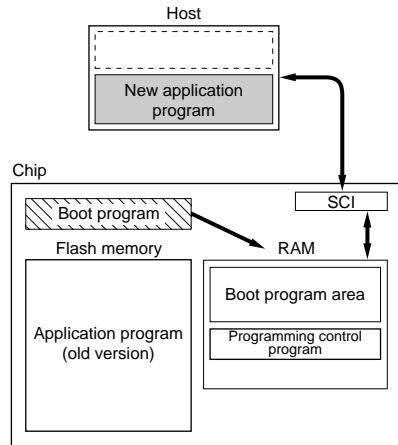 Host
New application
program
Chip
SCI
Boot program
Flash memory
RAM
Application program
(old version)
Boot program area
Programming control
program